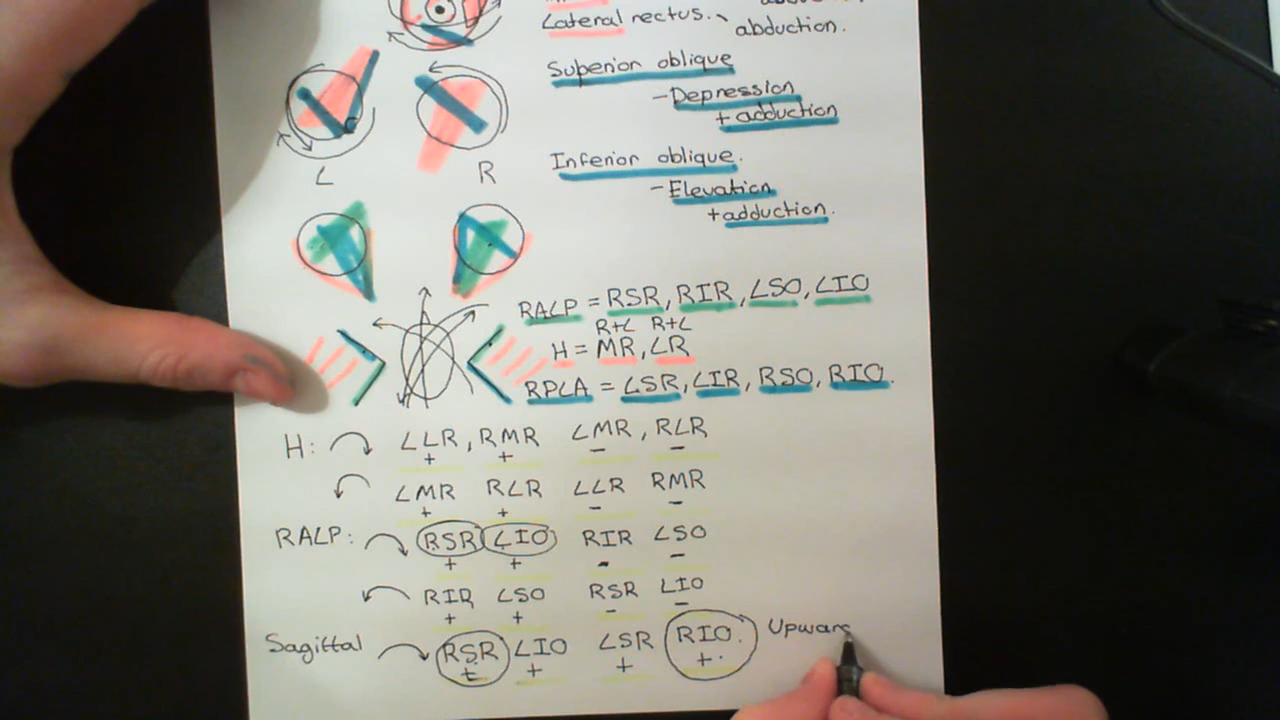 Lateral rectus.
abduction.
Superior oblique
- Depression
+ adduction
L
R
Inferior oblique.
- Elevation
+ adduction.
RALP = RSR, RIR, LSO, LIO
R+L R+L
H = MR, LR
RPLA = LSR, LIR, RSO, RIO.
H: LLR, RMR LMR, RLR
+ + - -
LMR RLR LLR RMR
+ + - -
RALP: RSR LIO RIR LSO
+ + - -
RIR LSO RSR LIO
+ + - -
Sagittal RSR LIO LSR RIO. Upwar
+ + + +